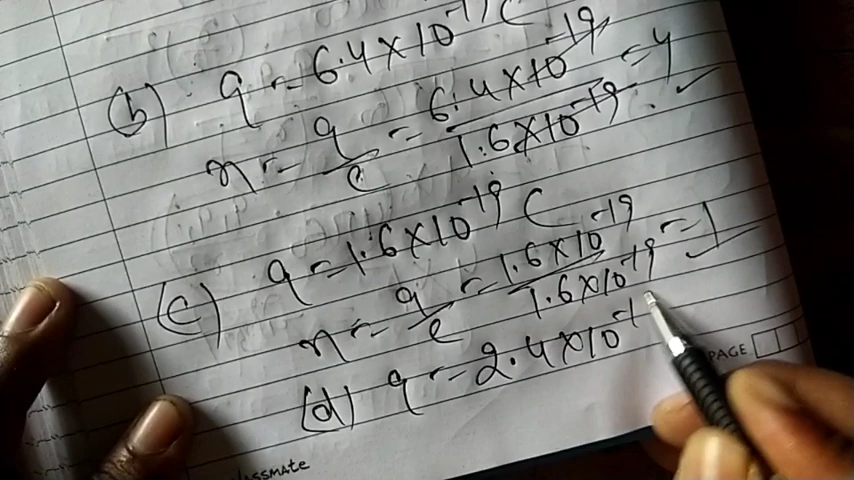 (b) q = 6.4×10⁻¹⁹ C
n = q/e = 6.4×10⁻¹⁹/1.6×10⁻¹⁹ = 4 ✓
(c) q = 1.6×10⁻¹⁹ C
n = q/e = 1.6×10⁻¹⁹/1.6×10⁻¹⁹ = 1 ✓
(d) q = 2.4×10⁻¹
PAGE
CLASSMATE